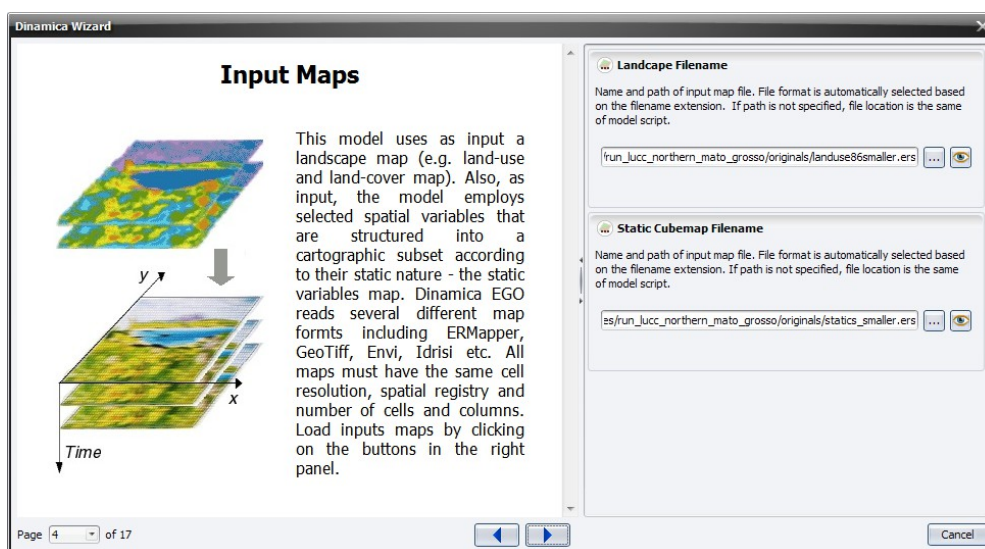 Dinamica Wizard
Input Maps
This model uses as input a
landscape map (e.g. land-use
and land-cover map). Also, as
input, the model employs
selected spatial variables that
are structured into a
cartographic subset according
to their static nature - the static
variables map. Dinamica EGO
reads several different map
formts including ERMapper,
GeoTiff, Envi, Idrisi etc. All
maps must have the same cell
resolution, spatial registry and
number of cells and columns.
Load inputs maps by clicking
on the buttons in the right
panel.
y
x
Time
Page 4 of 17
Landscape Filename
Name and path of input map file. File format is automatically selected based
on the filename extension. If path is not specified, file location is the same
of model script.
/run_lucc_northern_mato_grosso/originals/landuse86smaller.ers ...
Static Cubemap Filename
Name and path of input map file. File format is automatically selected based
on the filename extension. If path is not specified, file location is the same
of model script.
es/run_lucc_northern_mato_grosso/originals/statics_smaller.ers ...
Cancel